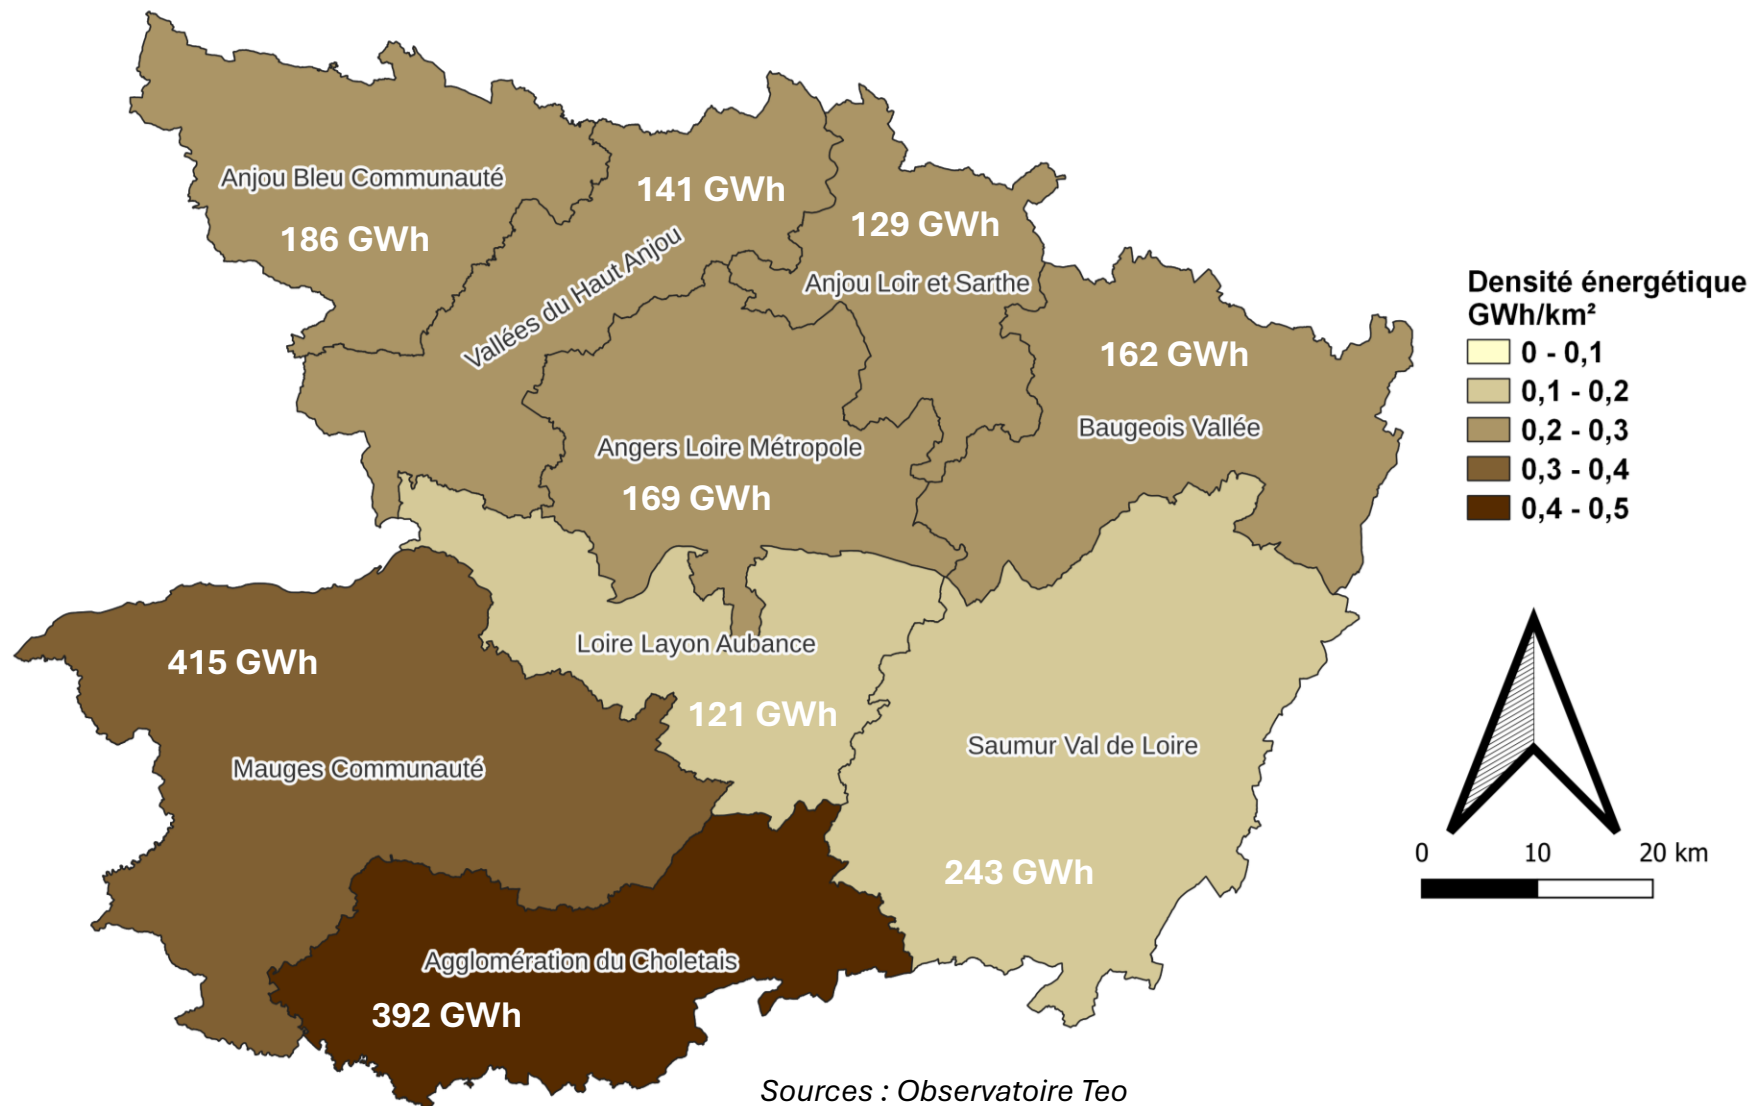 Anjou Bleu Communauté
186 GWh
141 GWh
Vallées du Haut Anjou
129 GWh
Anjou Loir et Sarthe
162 GWh
Baugeois Vallée
Angers Loire Métropole
169 GWh
Loire Layon Aubance
121 GWh
415 GWh
Mauges Communauté
Saumur Val de Loire
243 GWh
Agglomération du Choletais
392 GWh
Densité énergétique
GWh/km²
0 - 0,1
0,1 - 0,2
0,2 - 0,3
0,3 - 0,4
0,4 - 0,5
0 10 20 km
Sources : Observatoire Teo